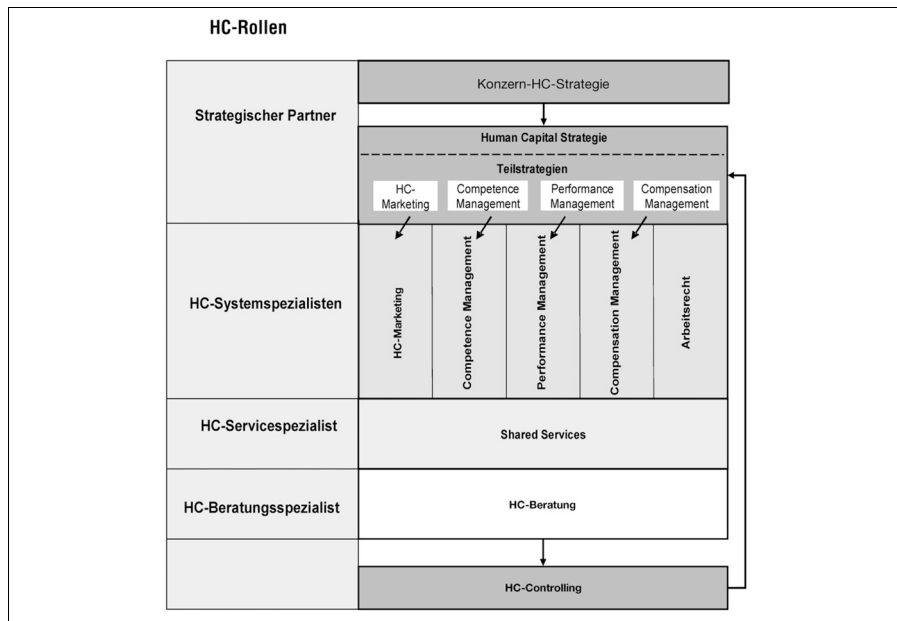 HC-Rollen
Konzern-HC-Strategie
Strategischer Partner
Human Capital Strategie
Teilstrategien
HC-
Marketing
Competence
Management
Performance
Management
Compensation
Management
HC-Systemspezialisten
HC-Marketing
Competence Management
Performance Management
Compensation Management
Arbeitsrecht
HC-Servicespezialist
Shared Services
HC-Beratungsspezialist
HC-Beratung
HC-Controlling